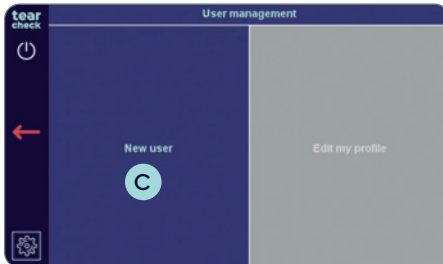 tear
check
User management
New user
Edit my profile
C